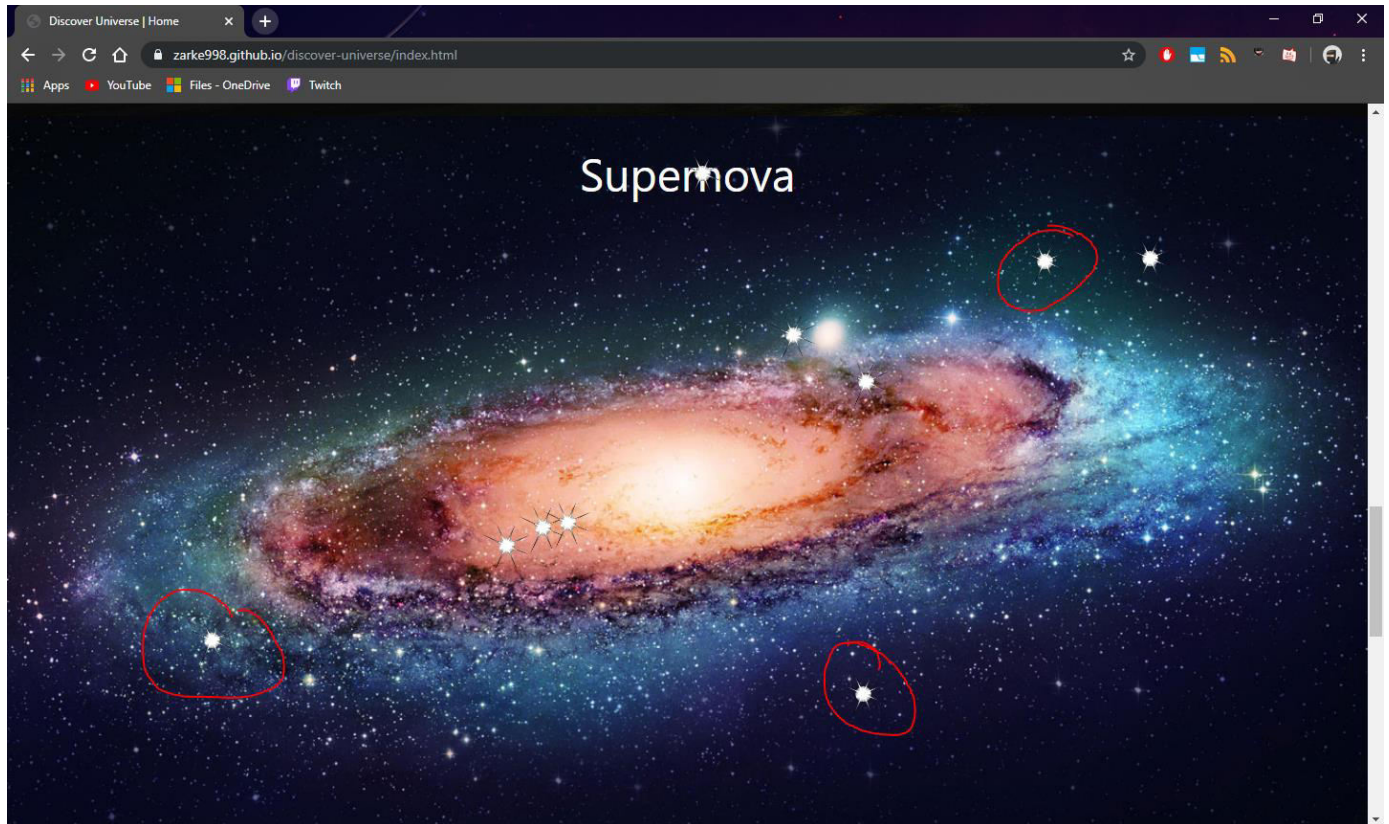 Discover Universe | Home
zarke998.github.io/discover-universe/index.html
Apps YouTube Files - OneDrive Twitch
Supernova